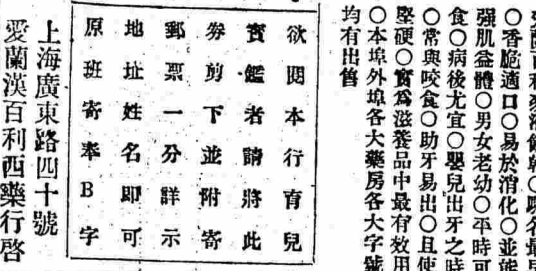 ○香脆適口○易於消化○並能
强肌益體○男女老幼○平時可
食○病後尤宜○嬰兒出牙之時
○常與咬食○助牙易出○且使
堅硬○實爲滋養品中最有效用
○本埠外埠各大藥房各大字號
均有出售
欲閱本行育兒
寳鑑者請將此
券剪下並附寄
郵票一分詳示
地址姓名即可
原班寄奉B字
上海廣東路四十號
愛蘭漢百利西藥行啓